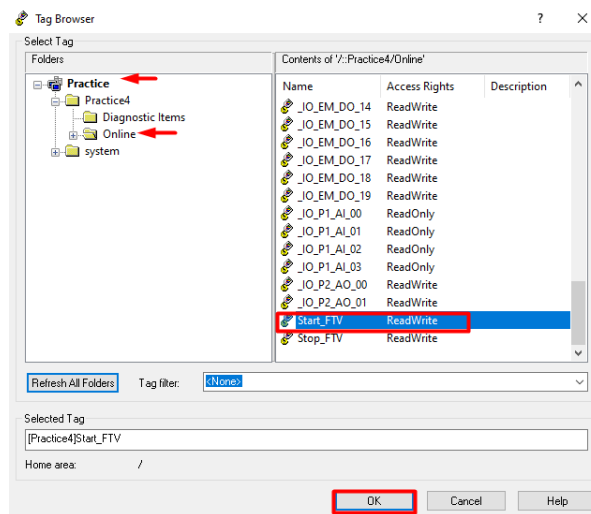 Tag Browser ? ×
Select Tag
Folders
Contents of '/::Practice4/Online'
Practice
Practice4
Diagnostic Items
Online
system
Name Access Rights Description
_IO_EM_DO_14 ReadWrite
_IO_EM_DO_15 ReadWrite
_IO_EM_DO_16 ReadWrite
_IO_EM_DO_17 ReadWrite
_IO_EM_DO_18 ReadWrite
_IO_EM_DO_19 ReadWrite
_IO_P1_AI_00 ReadOnly
_IO_P1_AI_01 ReadOnly
_IO_P1_AI_02 ReadOnly
_IO_P1_AI_03 ReadOnly
_IO_P2_AO_00 ReadWrite
_IO_P2_AO_01 ReadWrite
Start_FTV ReadWrite
Stop_FTV ReadWrite
Refresh All Folders Tag filter: <None>
Selected Tag
[Practice4]Start_FTV
Home area: /
OK Cancel Help